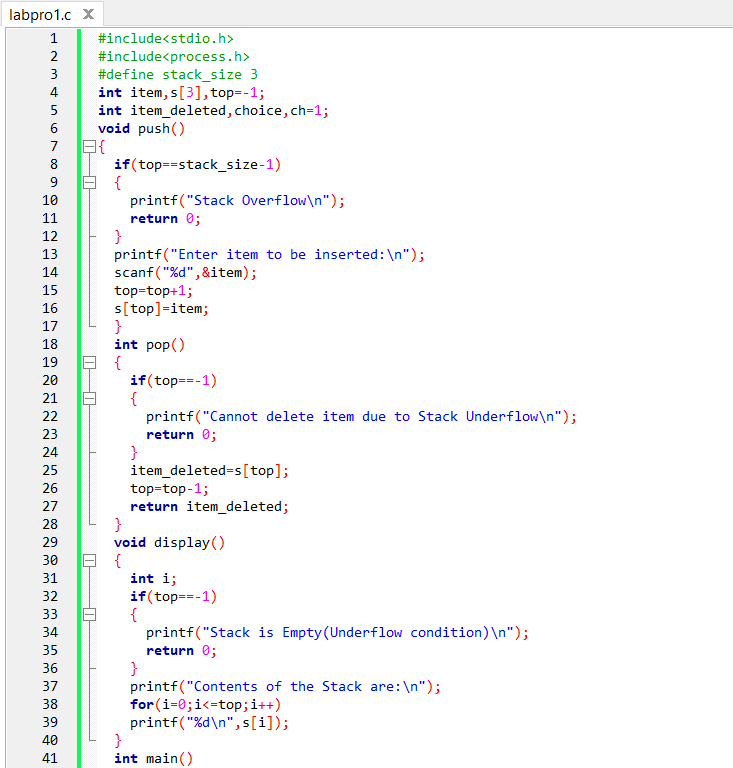 labpro1.c X
1 #include<stdio.h>
2 #include<process.h>
3 #define stack_size 3
4 int item,s[3],top=-1;
5 int item_deleted,choice,ch=1;
6 void push()
7 {
8 if(top==stack_size-1)
9 {
10 printf("Stack Overflow\n");
11 return 0;
12 }
13 printf("Enter item to be inserted:\n");
14 scanf("%d",&item);
15 top=top+1;
16 s[top]=item;
17 }
18 int pop()
19 {
20 if(top==-1)
21 {
22 printf("Cannot delete item due to Stack Underflow\n");
23 return 0;
24 }
25 item_deleted=s[top];
26 top=top-1;
27 return item_deleted;
28 }
29 void display()
30 {
31 int i;
32 if(top==-1)
33 {
34 printf("Stack is Empty(Underflow condition)\n");
35 return 0;
36 }
37 printf("Contents of the Stack are:\n");
38 for(i=0;i<=top;i++)
39 printf("%d\n",s[i]);
40 }
41 int main()